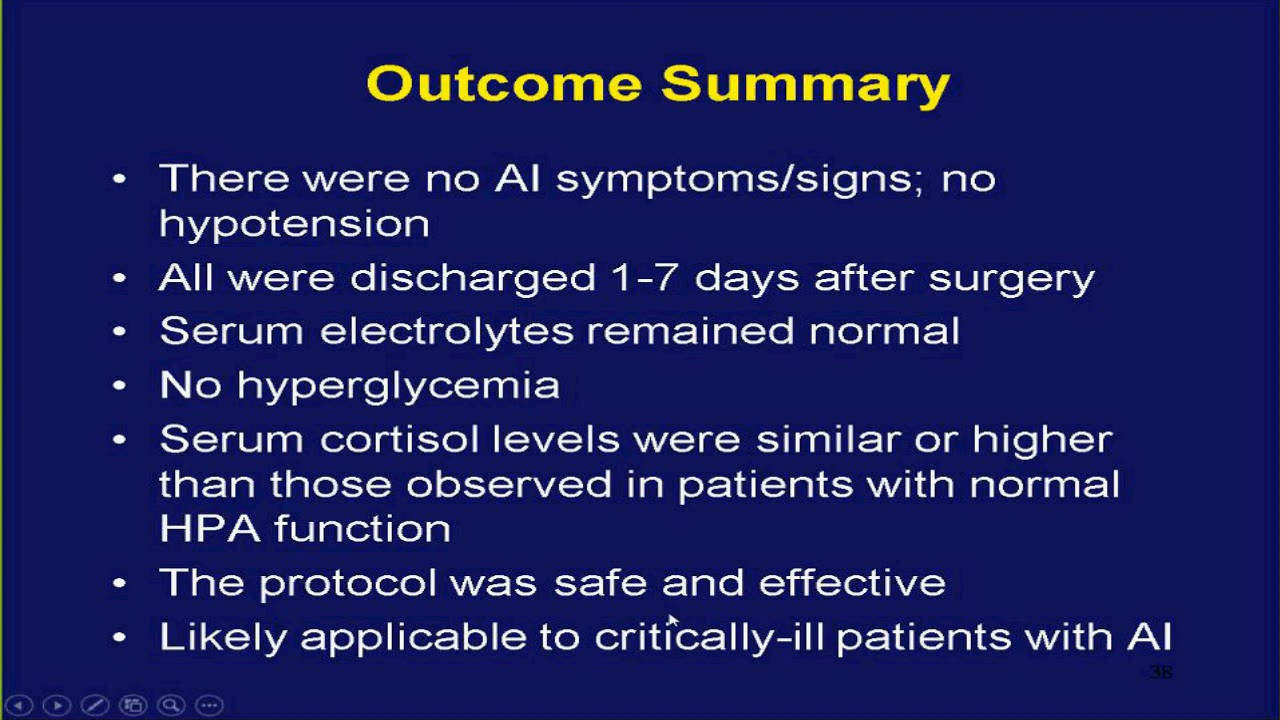 Outcome Summary
• There were no AI symptoms/signs; no
hypotension
• All were discharged 1-7 days after surgery
• Serum electrolytes remained normal
• No hyperglycemia
• Serum cortisol levels were similar or higher
than those observed in patients with normal
HPA function
• The protocol was safe and effective
• Likely applicable to critically-ill patients with AI
38